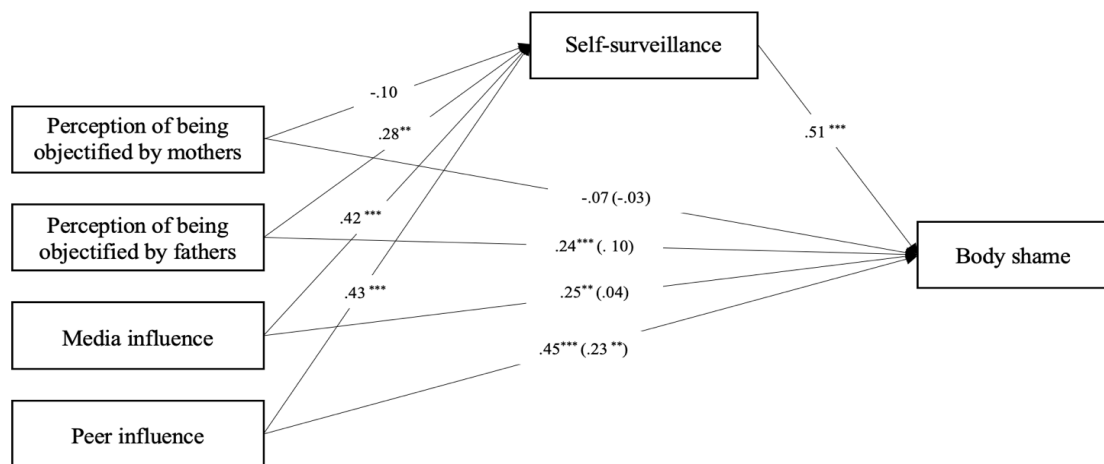 Self-surveillance
-.10
Perception of being
objectified by mothers
.28**
.51 ***
-.07 (-.03)
Perception of being
objectified by fathers
.42 ***
.24*** (. 10)
Body shame
.43 ***
.25** (.04)
Media influence
.45*** (.23 **)
Peer influence